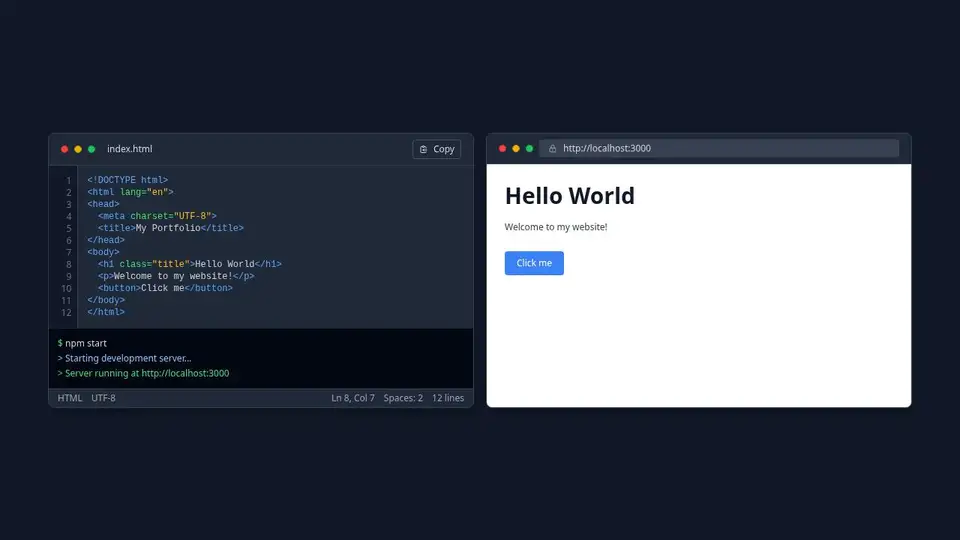 index.html
Copy
1 <!DOCTYPE html>
2 <html lang="en">
3 <head>
4   <meta charset="UTF-8">
5   <title>My Portfolio</title>
6 </head>
7 <body>
8   <h1 class="title">Hello World</h1>
9   <p>Welcome to my website!</p>
10   <button>Click me</button>
11 </body>
12 </html>
$ npm start
> Starting development server...
> Server running at http://localhost:3000
HTML UTF-8 Ln 8, Col 7 Spaces: 2 12 lines
http://localhost:3000
Hello World
Welcome to my website!
Click me